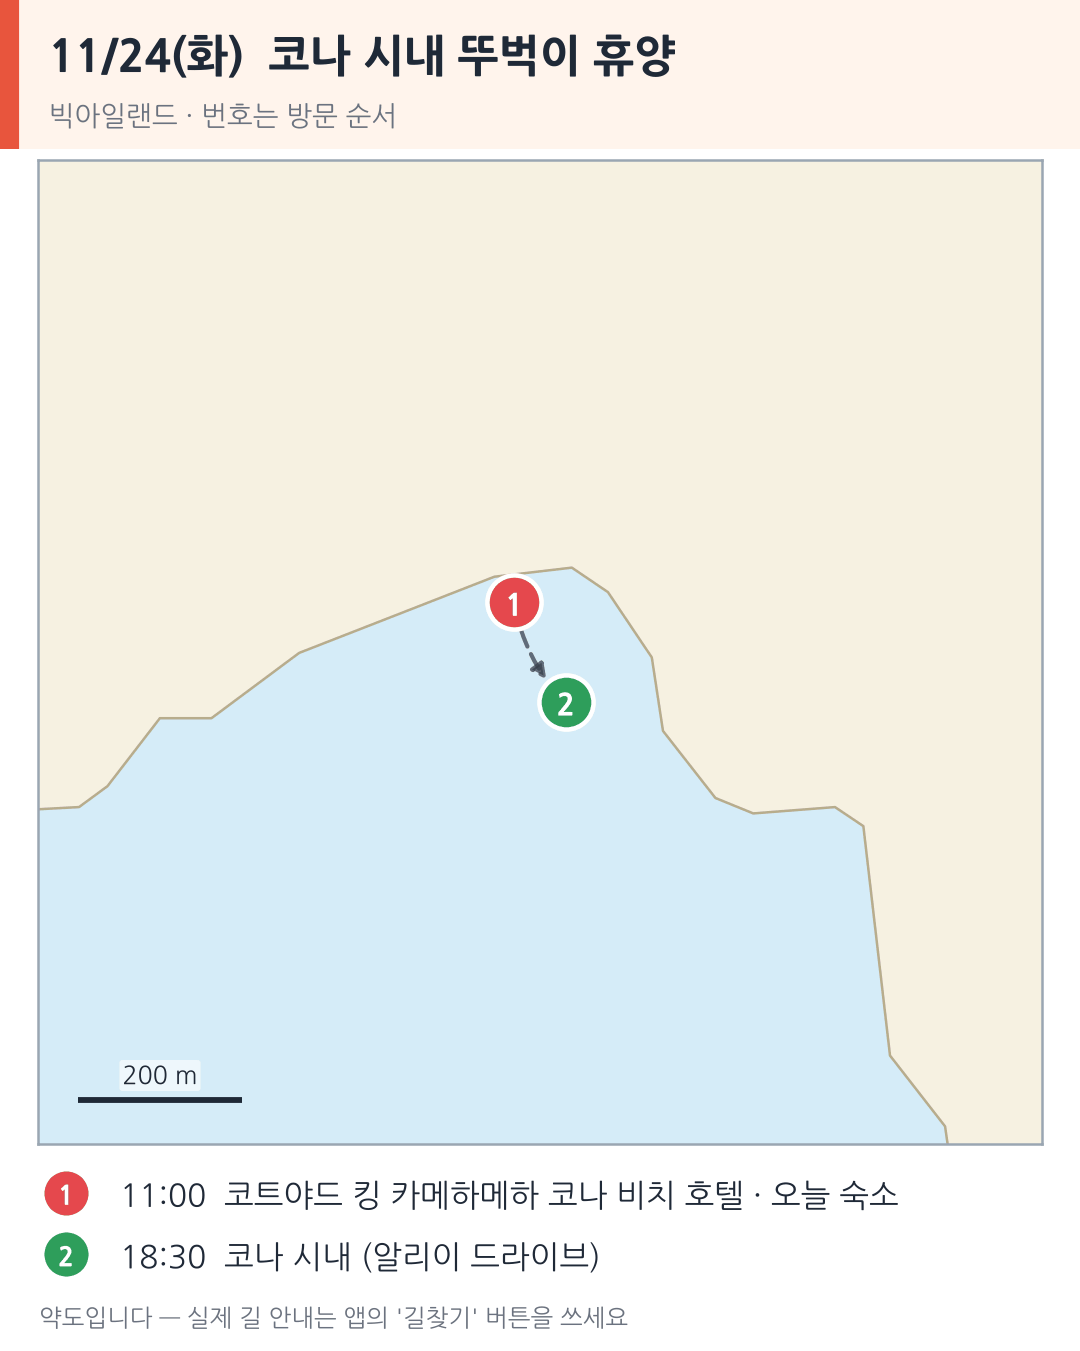 11/24(화) 코나 시내 뚜벅이 휴양
빅아일랜드 · 번호는 방문 순서
1
2
200 m
1 11:00 코트야드 킹 카메하메하 코나 비치 호텔 · 오늘 숙소
2 18:30 코나 시내 (알리이 드라이브)
약도입니다 — 실제 길 안내는 앱의 '길찾기' 버튼을 쓰세요